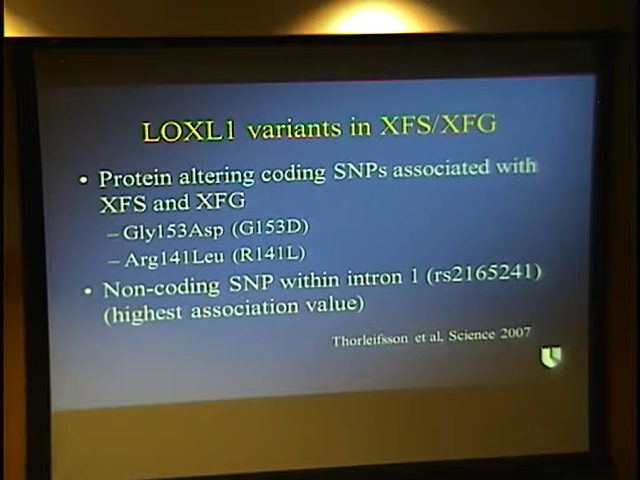 LOXL1 variants in XFS/XFG
• Protein altering coding SNPs associated with
XFS and XFG
– Gly153Asp (G153D)
– Arg141Leu (R141L)
• Non-coding SNP within intron 1 (rs2165241)
(highest association value)
Thorleifsson et al, Science 2007